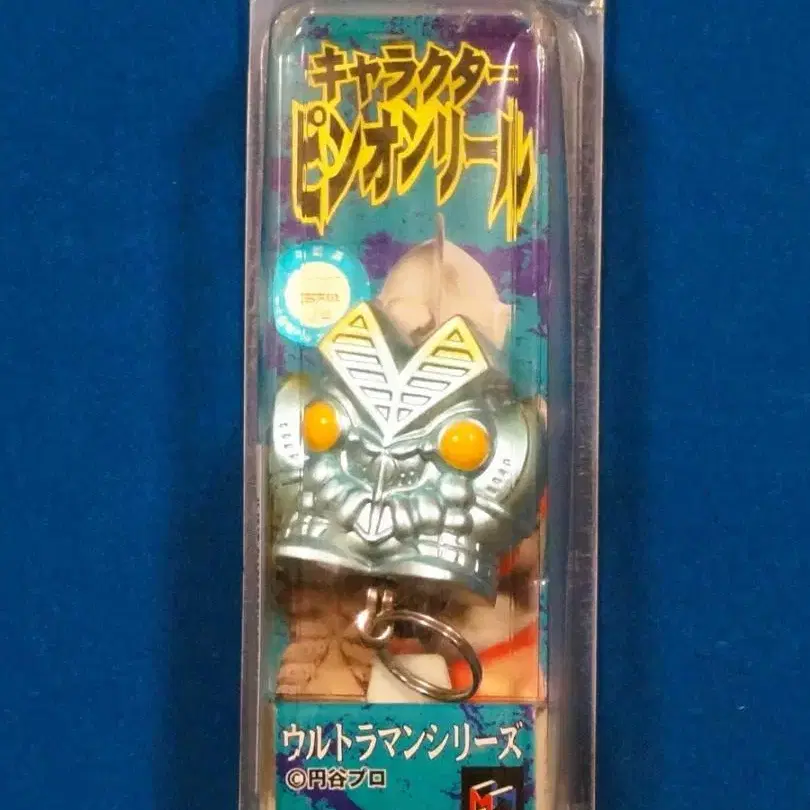 キャラクター
ピンオンリール
ウルトラマンシリーズ
©円谷プロ